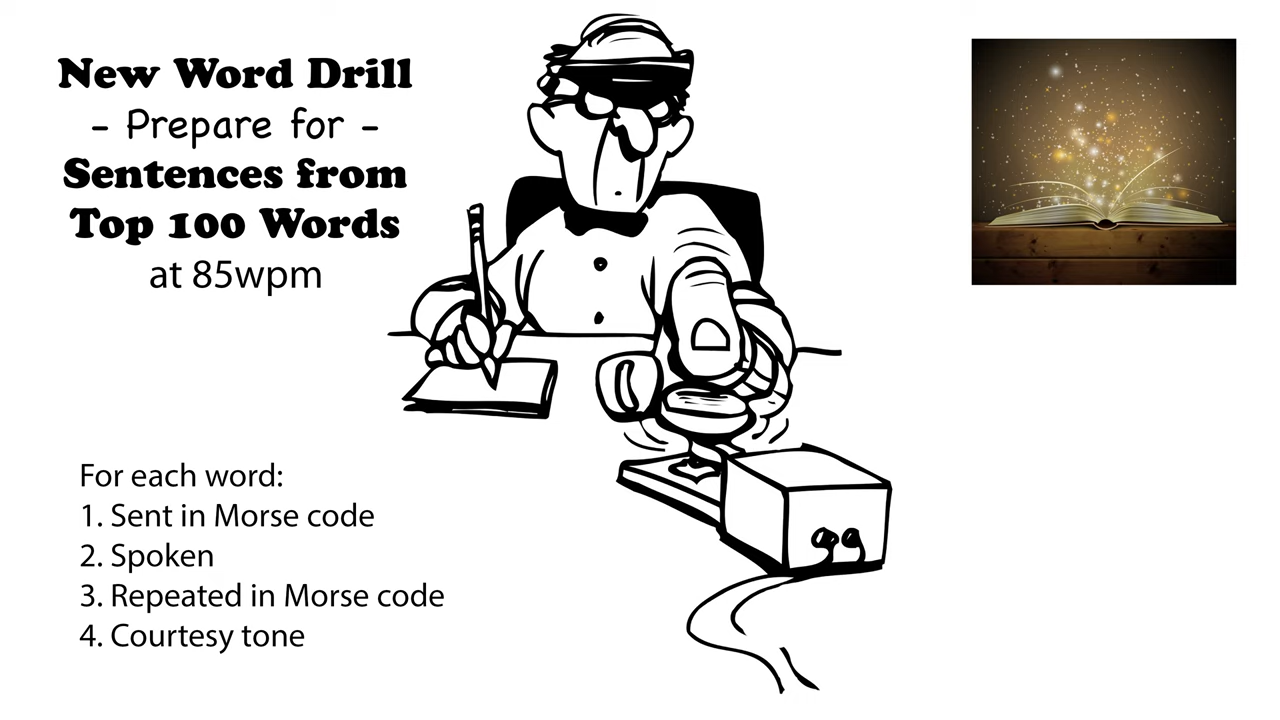 New Word Drill
- Prepare for -
Sentences from
Top 100 Words
at 85wpm
For each word:
1. Sent in Morse code
2. Spoken
3. Repeated in Morse code
4. Courtesy tone